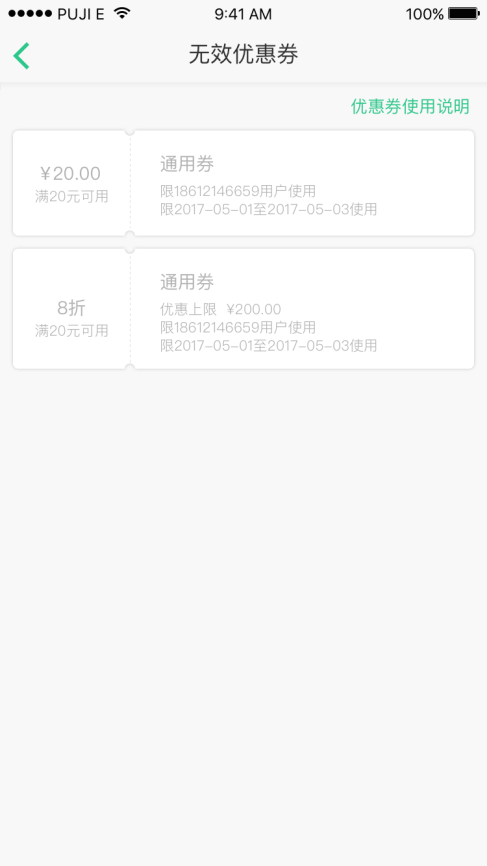 PUJI E 9:41 AM 100%
无效优惠券
优惠券使用说明
¥20.00
满20元可用
通用券
限18612146659用户使用
限2017-05-01至2017-05-03使用
8折
满20元可用
通用券
优惠上限 ¥200.00
限18612146659用户使用
限2017-05-01至2017-05-03使用